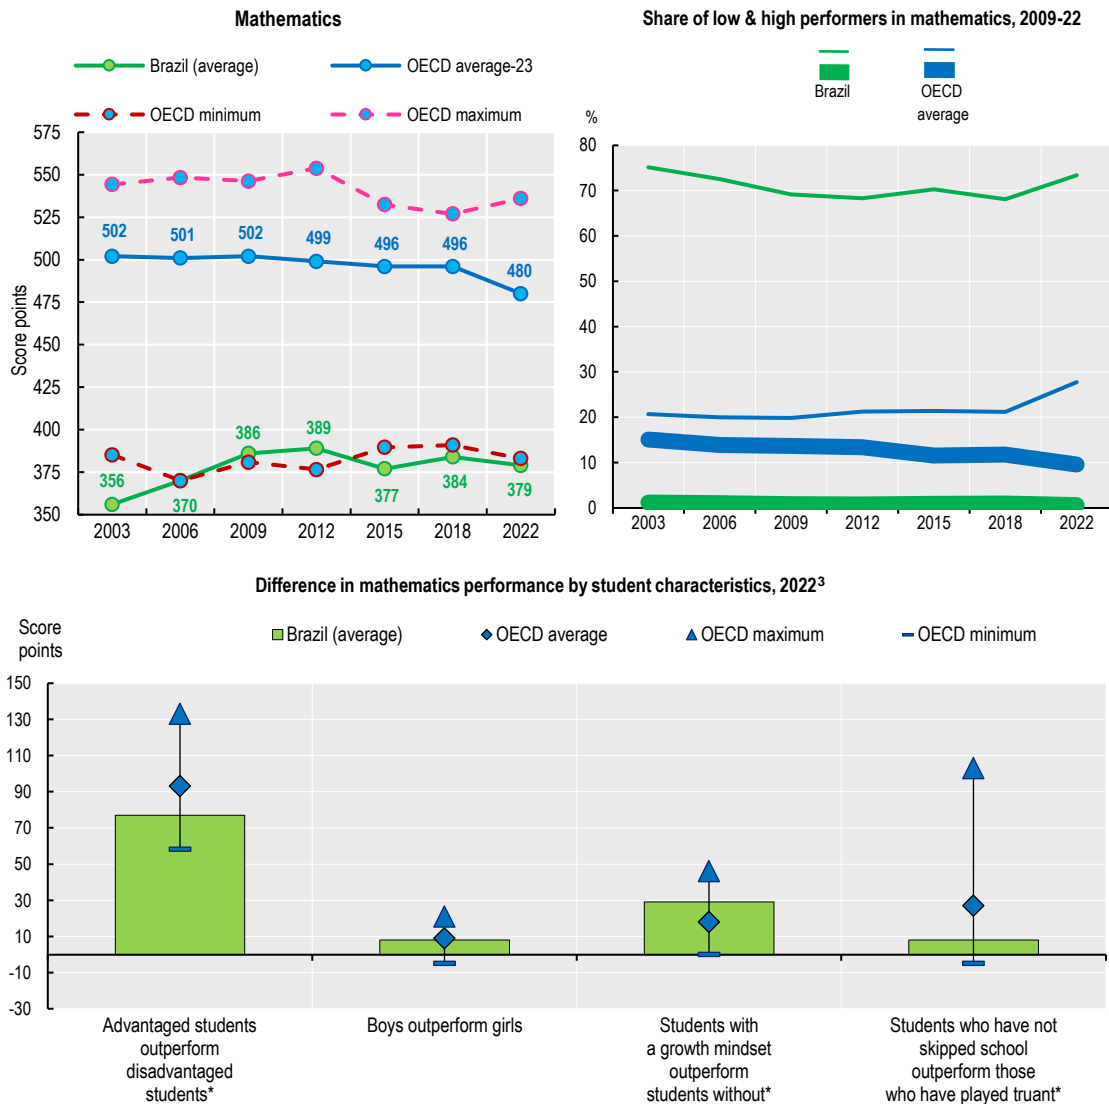 Mathematics
Brazil (average)
OECD average-23
OECD minimum
OECD maximum
Score points
575
550
525
500
475
450
425
400
375
350
502
501
502
499
496
496
480
356
370
386
389
377
384
379
2003
2006
2009
2012
2015
2018
2022
Share of low & high performers in mathematics, 2009-22
Brazil
OECD
average
%
80
70
60
50
40
30
20
10
0
2003
2006
2009
2012
2015
2018
2022
Difference in mathematics performance by student characteristics, 2022³
Score
points
Brazil (average)
OECD average
OECD maximum
OECD minimum
150
130
110
90
70
50
30
10
-10
-30
Advantaged students
outperform
disadvantaged
students*
Boys outperform girls
Students with
a growth mindset
outperform
students without*
Students who have not
skipped school
outperform those
who have played truant*